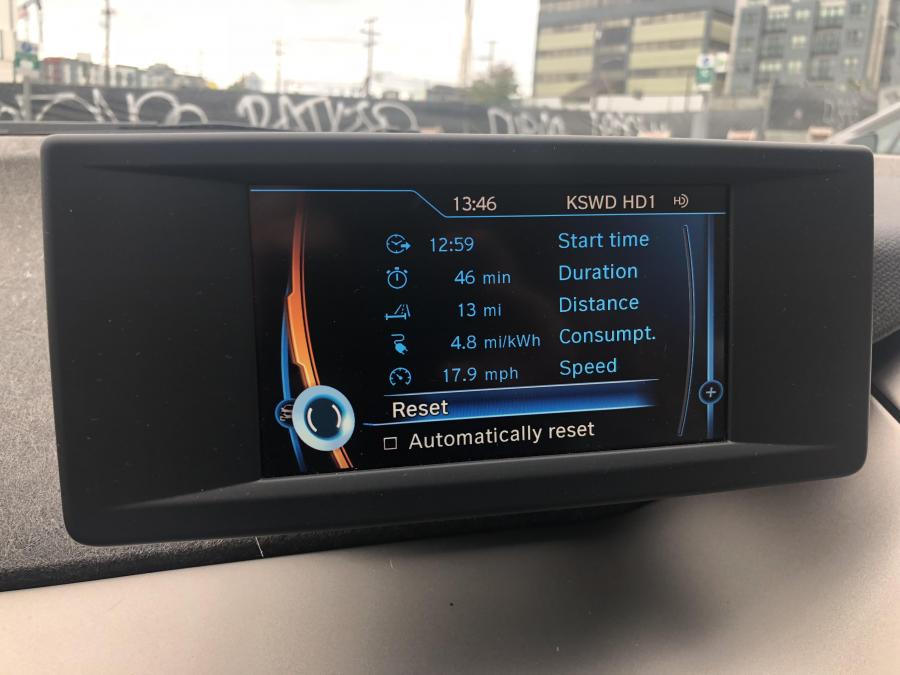 13:46 KSWD HD1 HD
12:59 Start time
46 min Duration
13 mi Distance
4.8 mi/kWh Consumpt.
17.9 mph Speed
Reset
Automatically reset